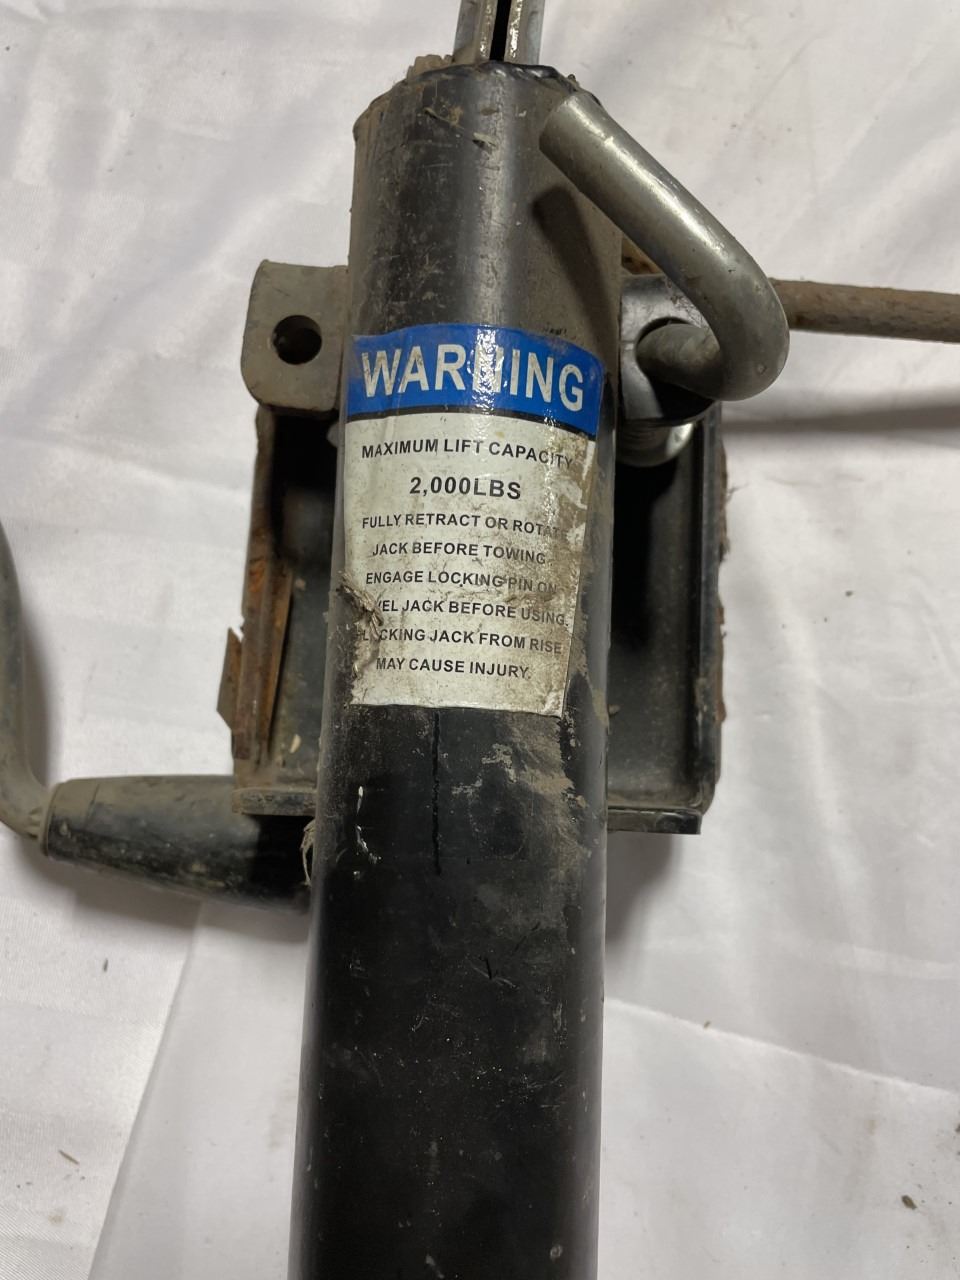 WARNING
MAXIMUM LIFT CAPACITY
2,000LBS
FULLY RETRACT OR ROTATE
JACK BEFORE TOWING
ENGAGE LOCKING PIN ON
JACK BEFORE USING.
JACK FROM RISE
MAY CAUSE INJURY.